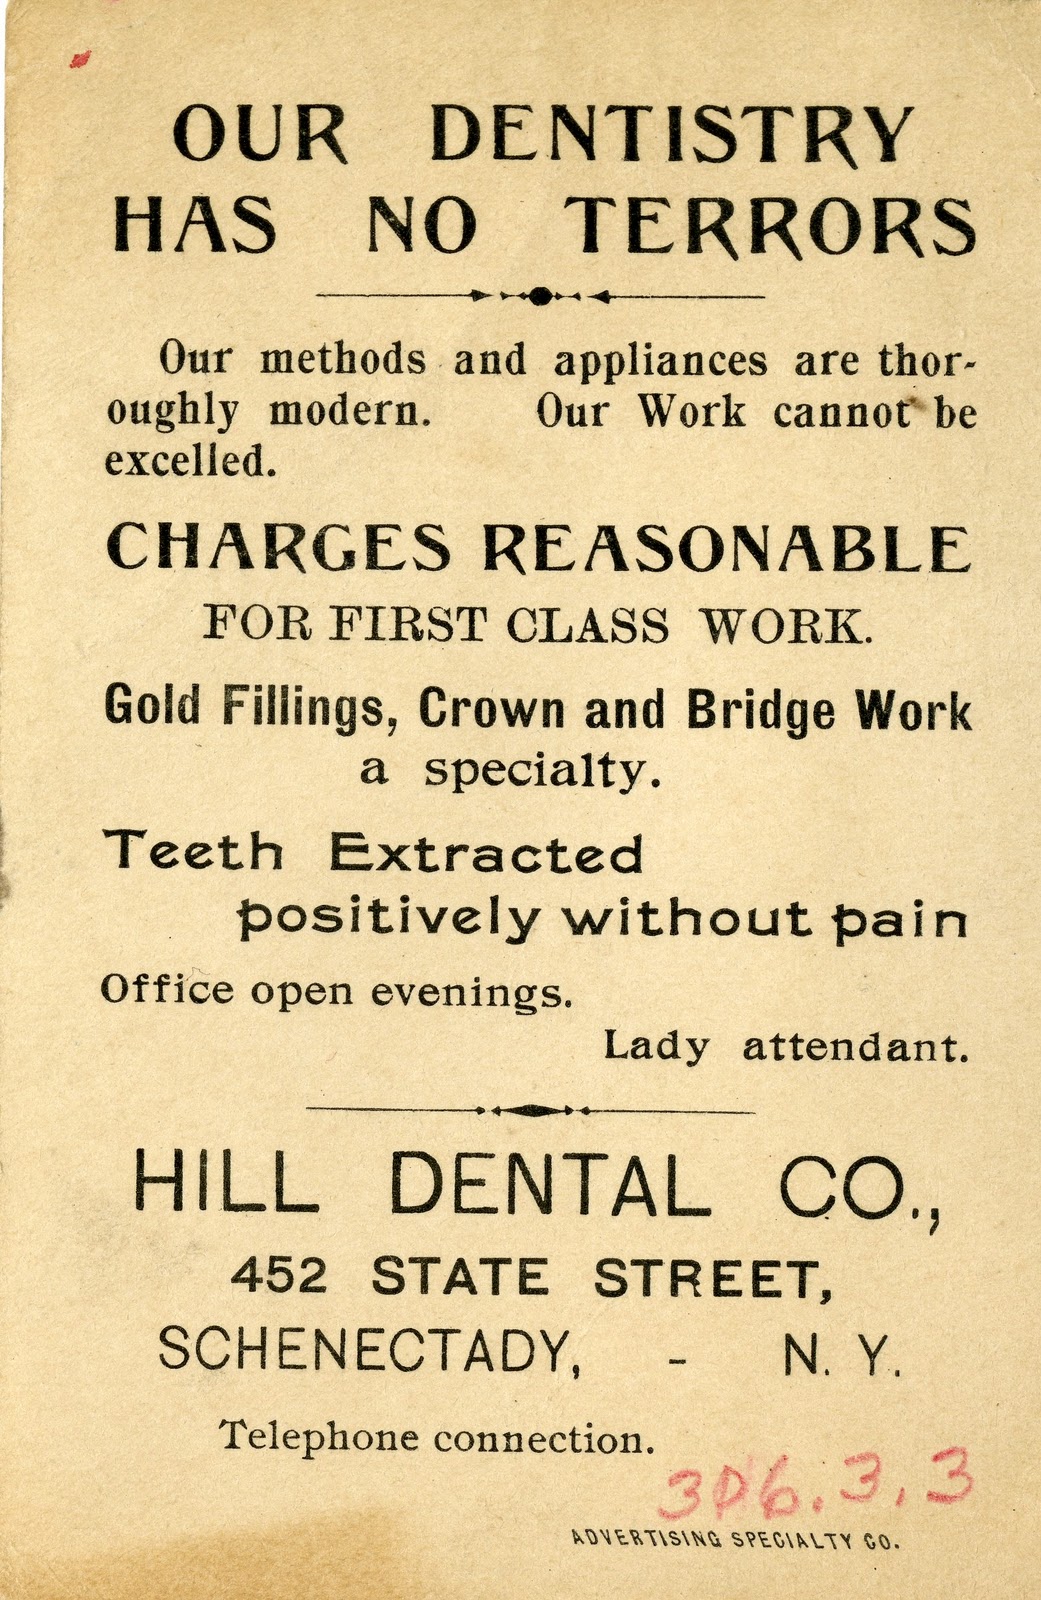 OUR DENTISTRY
HAS NO TERRORS
Our methods and appliances are thor-
oughly modern. Our Work cannot be
excelled.
CHARGES REASONABLE
FOR FIRST CLASS WORK.
Gold Fillings, Crown and Bridge Work
a specialty.
Teeth Extracted
positively without pain
Office open evenings.
Lady attendant.
HILL DENTAL CO.,
452 STATE STREET,
SCHENECTADY, - N. Y.
Telephone connection.
3D6.3.3
ADVERTISING SPECIALTY CO.